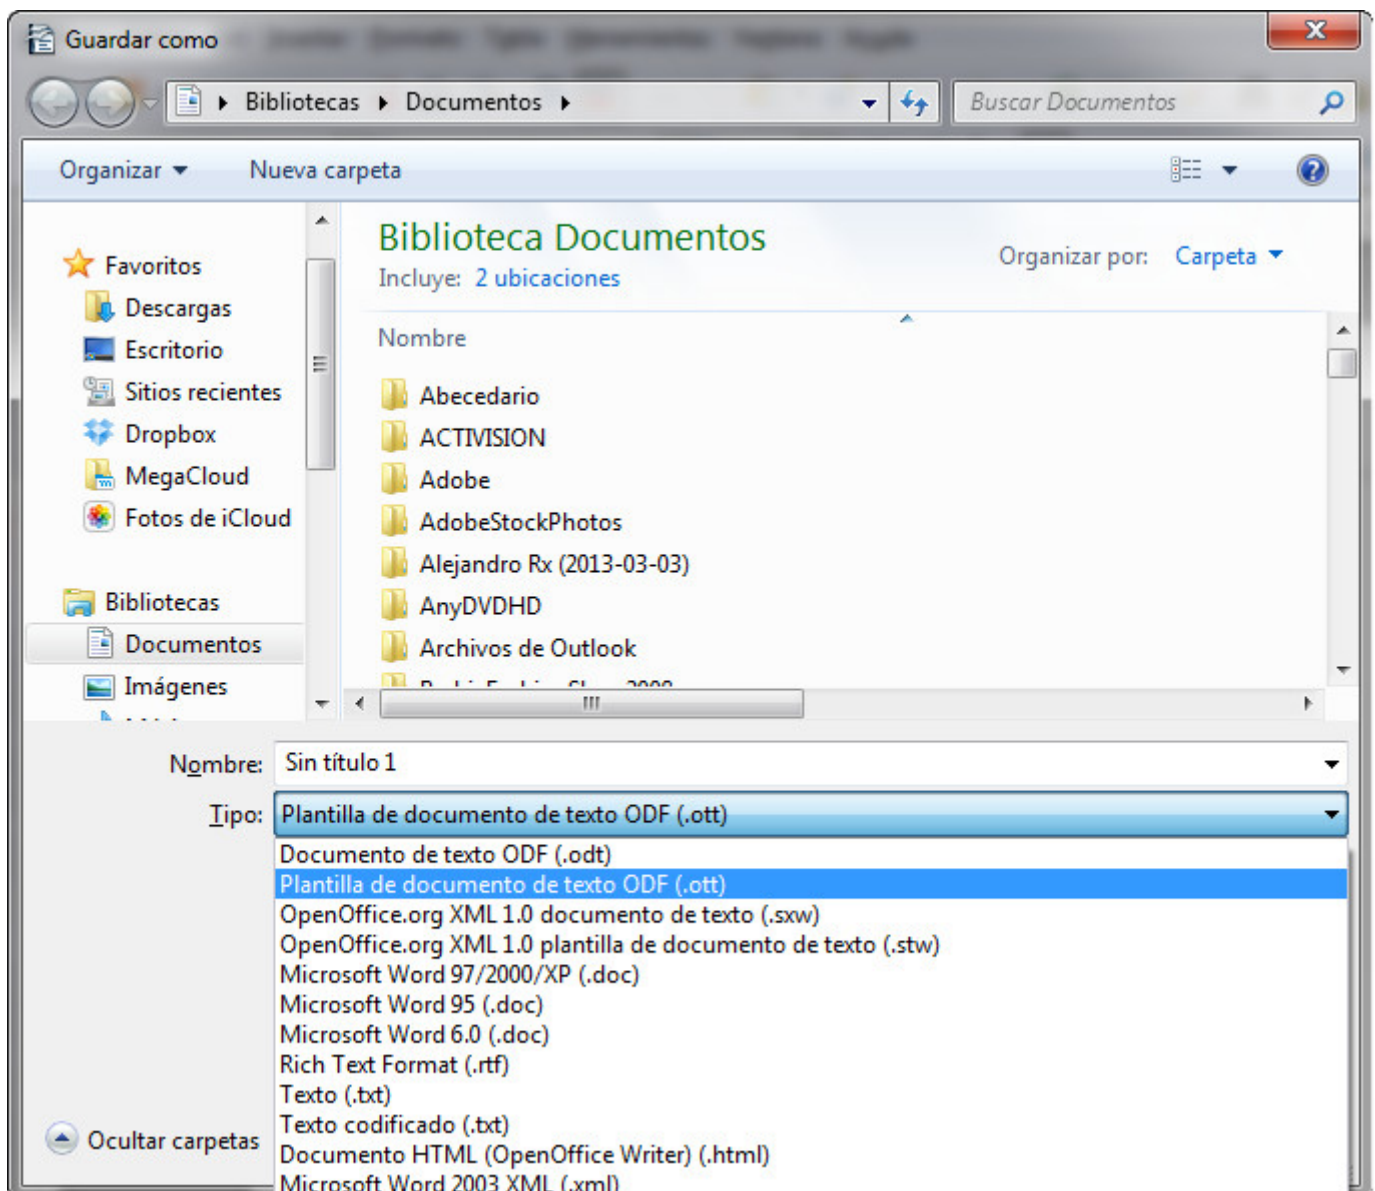 Guardar como
Bibliotecas Documentos
Buscar Documentos
Organizar Nueva carpeta
Favoritos
Descargas
Escritorio
Sitios recientes
Dropbox
MegaCloud
Fotos de iCloud
Bibliotecas
Documentos
Imágenes
Biblioteca Documentos
Incluye: 2 ubicaciones
Organizar por: Carpeta
Nombre
Abecedario
ACTIVISION
Adobe
AdobeStockPhotos
Alejandro Rx (2013-03-03)
AnyDVDHD
Archivos de Outlook
Nombre: Sin título 1
Tipo: Plantilla de documento de texto ODF (.ott)
Documento de texto ODF (.odt)
Plantilla de documento de texto ODF (.ott)
OpenOffice.org XML 1.0 documento de texto (.sxw)
OpenOffice.org XML 1.0 plantilla de documento de texto (.stw)
Microsoft Word 97/2000/XP (.doc)
Microsoft Word 95 (.doc)
Microsoft Word 6.0 (.doc)
Rich Text Format (.rtf)
Texto (.txt)
Texto codificado (.txt)
Documento HTML (OpenOffice Writer) (.html)
Microsoft Word 2003 XML (.xml)
Ocultar carpetas